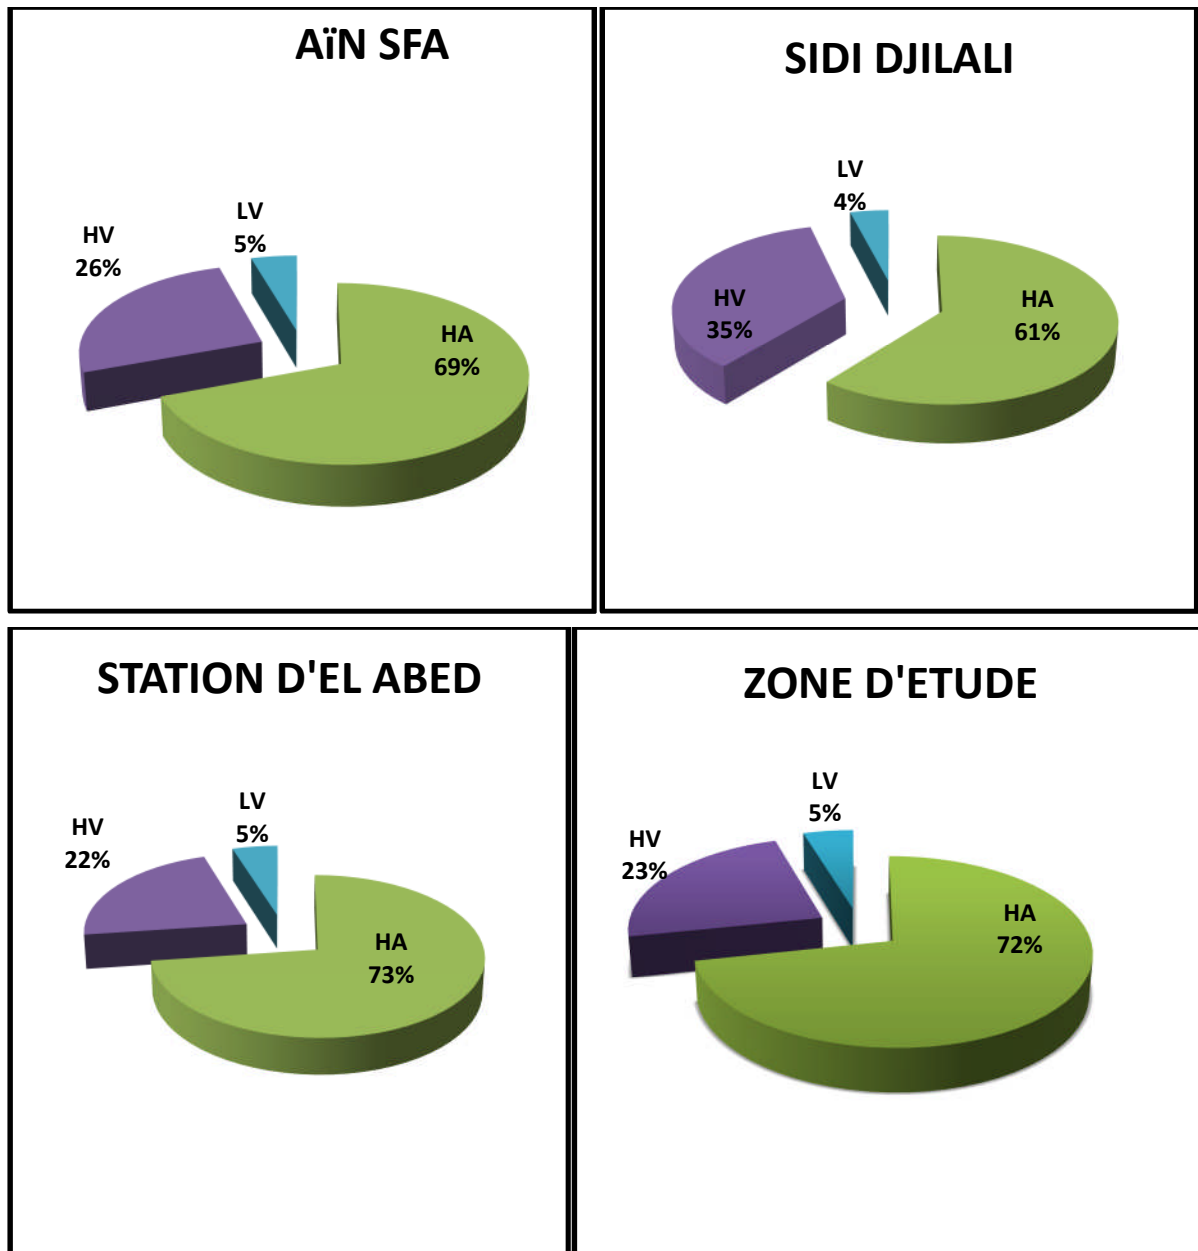 AïN SFA
LV
5%
HV
26%
HA
69%
SIDI DJILALI
LV
4%
HV
35%
HA
61%
STATION D'EL ABED
LV
5%
HV
22%
HA
73%
ZONE D'ETUDE
LV
5%
HV
23%
HA
72%